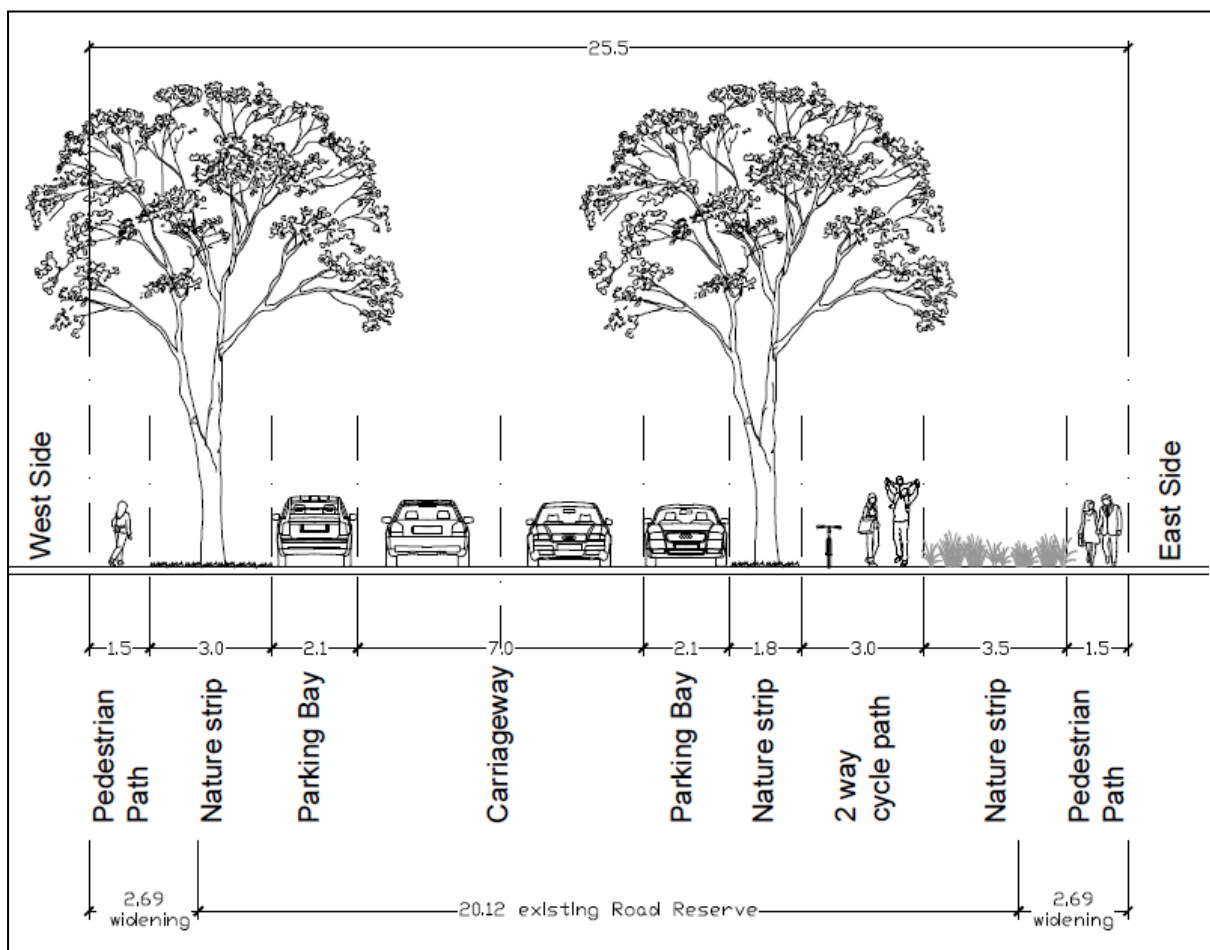 25.5
West Side
East Side
1.5
3.0
2.1
7.0
2.1
1.8
3.0
3.5
1.5
Pedestrian
Path
Nature strip
Parking Bay
Carriageway
Parking Bay
Nature strip
2 way
cycle path
Nature strip
Pedestrian
Path
2.69
widening
20.12 existing Road Reserve
2.69
widening